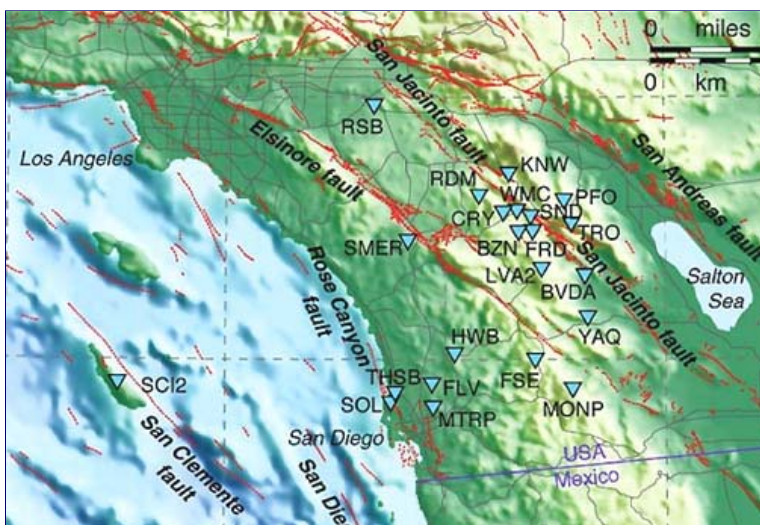 0 miles
0 km
San Jacinto fault
RSB
Elsinore fault
Los Angeles
KNW
San Andreas fault
RDM
WMC
PFO
CRY
SND
TRO
SMER
BZN
FRD
Rose Canyon
fault
LVA2
BVDA
San Jacinto fault
Salton
Sea
YAQ
HWB
SCI2
THSB
FLV
FSE
MONP
SOL
MTRP
San Diego
San Clemente
fault
San Die
USA
Mexico